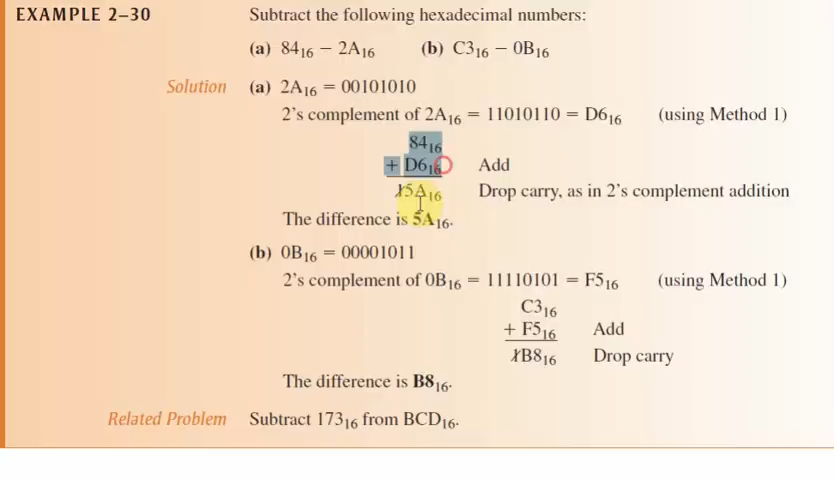 EXAMPLE 2–30 Subtract the following hexadecimal numbers:
(a) 84₁₆ − 2A₁₆ (b) C3₁₆ − 0B₁₆
Solution (a) 2A₁₆ = 00101010
2's complement of 2A₁₆ = 11010110 = D6₁₆ (using Method 1)
84₁₆
+ D6₁₆ Add
15A₁₆ Drop carry, as in 2's complement addition
The difference is 5A₁₆.
(b) 0B₁₆ = 00001011
2's complement of 0B₁₆ = 11110101 = F5₁₆ (using Method 1)
C3₁₆
+ F5₁₆ Add
1B8₁₆ Drop carry
The difference is B8₁₆.
Related Problem Subtract 173₁₆ from BCD₁₆.